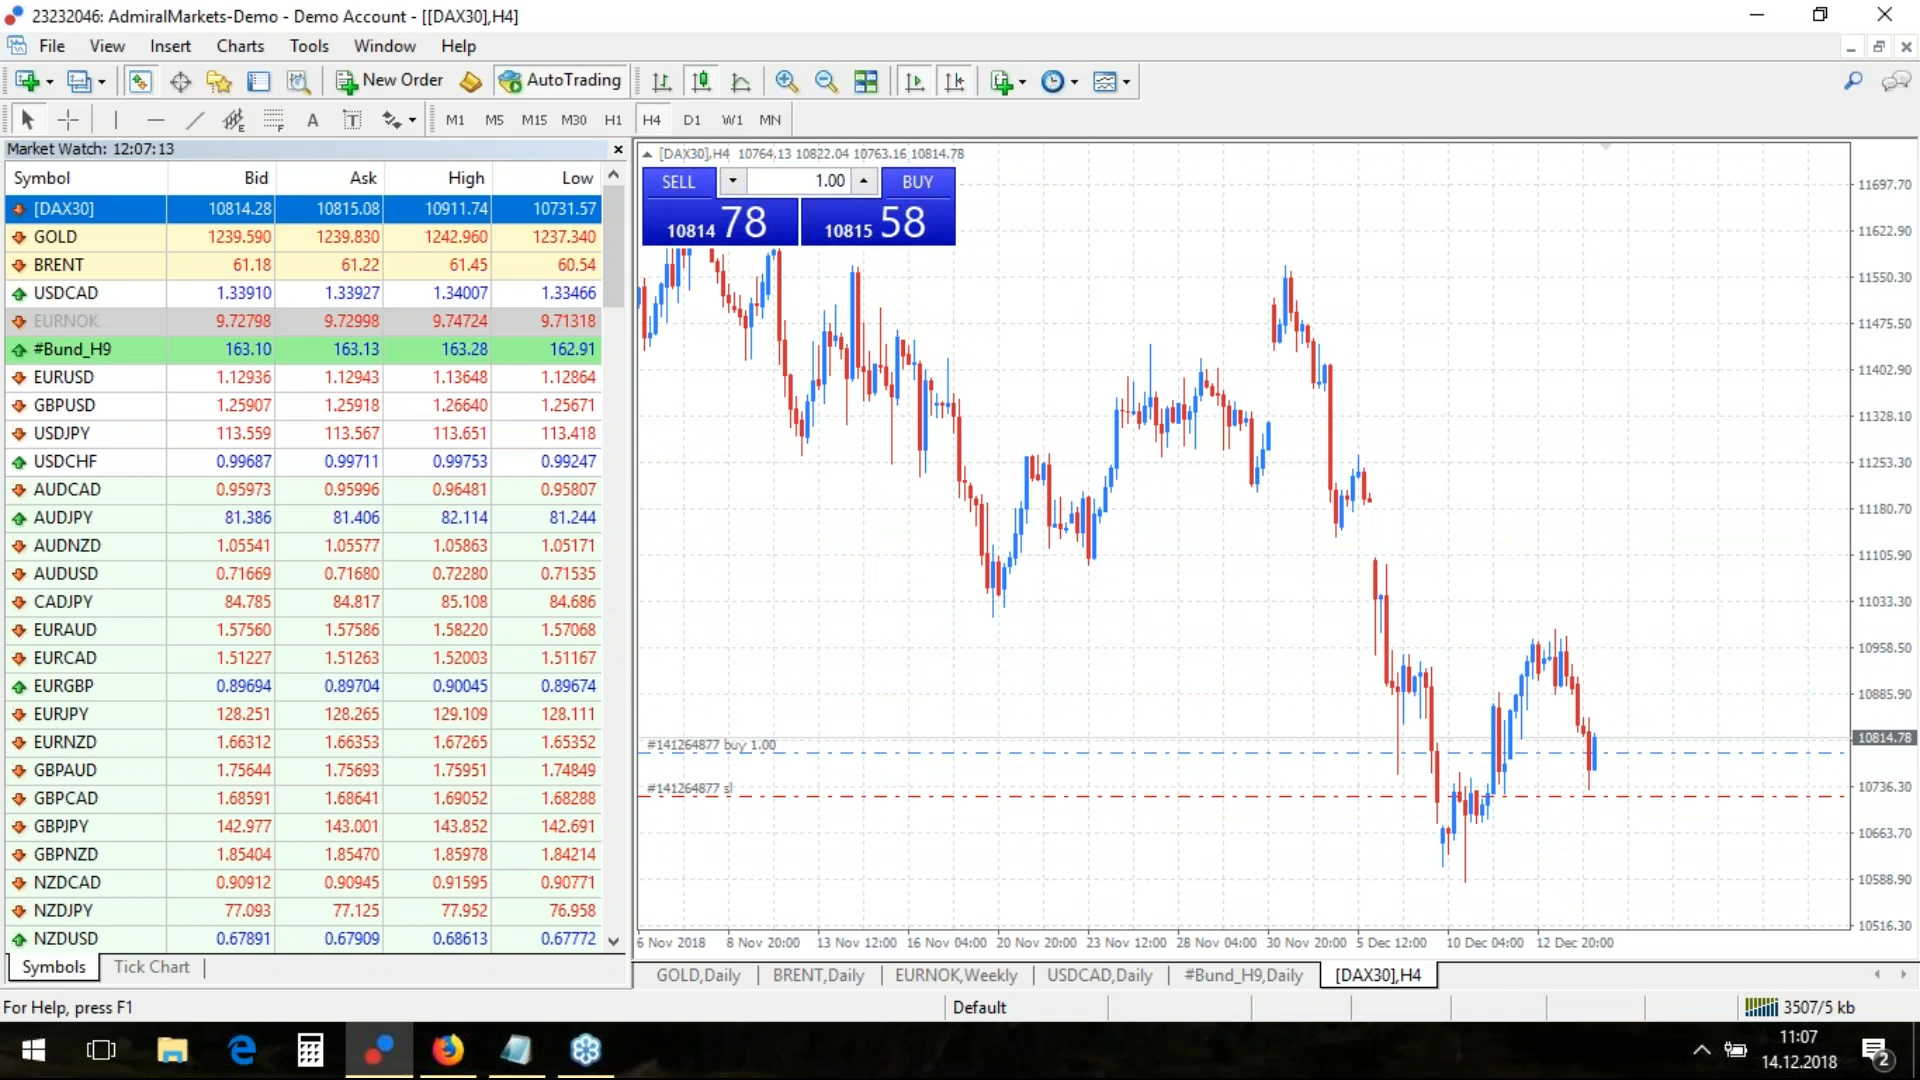 23232046: AdmiralMarkets-Demo - Demo Account - [[DAX30],H4]
File View Insert Charts Tools Window Help
New Order AutoTrading
A T M1 M5 M15 M30 H1 H4 D1 W1 MN
Market Watch: 12:07:13
Symbol Bid Ask High Low
[DAX30] 10814.28 10815.08 10911.74 10731.57
GOLD 1239.590 1239.830 1242.960 1237.340
BRENT 61.18 61.22 61.45 60.54
USDCAD 1.33910 1.33927 1.34007 1.33466
EURNOK 9.72798 9.72998 9.74724 9.71318
#Bund_H9 163.10 163.13 163.28 162.91
EURUSD 1.12936 1.12943 1.13648 1.12864
GBPUSD 1.25907 1.25918 1.26640 1.25671
USDJPY 113.559 113.567 113.651 113.418
USDCHF 0.99687 0.99711 0.99753 0.99247
AUDCAD 0.95973 0.95996 0.96481 0.95807
AUDJPY 81.386 81.406 82.114 81.244
AUDNZD 1.05541 1.05577 1.05863 1.05171
AUDUSD 0.71669 0.71680 0.72280 0.71535
CADJPY 84.785 84.817 85.108 84.686
EURAUD 1.57560 1.57586 1.58220 1.57068
EURCAD 1.51227 1.51263 1.52003 1.51167
EURGBP 0.89694 0.89704 0.90045 0.89674
EURJPY 128.251 128.265 129.109 128.111
EURNZD 1.66312 1.66353 1.67265 1.65352
GBPAUD 1.75644 1.75693 1.75951 1.74849
GBPCAD 1.68591 1.68641 1.69052 1.68288
GBPJPY 142.977 143.001 143.852 142.691
GBPNZD 1.85404 1.85470 1.85978 1.84214
NZDCAD 0.90912 0.90945 0.91595 0.90771
NZDJPY 77.093 77.125 77.952 76.958
NZDUSD 0.67891 0.67909 0.68613 0.67772
Symbols Tick Chart
[DAX30],H4 10764.13 10822.04 10763.16 10814.78
SELL 1.00 BUY
10814 78 10815 58
11697.70
11622.90
11550.30
11475.50
11402.90
11328.10
11253.30
11180.70
11105.90
11033.30
10958.50
10885.90
10814.78
10736.30
10663.70
10588.90
10516.30
#141264877 buy 1.00
#141264877 sl
6 Nov 2018 8 Nov 20:00 13 Nov 12:00 16 Nov 04:00 20 Nov 20:00 23 Nov 12:00 28 Nov 04:00 30 Nov 20:00 5 Dec 12:00 10 Dec 04:00 12 Dec 20:00
GOLD,Daily BRENT,Daily EURNOK,Weekly USDCAD,Daily #Bund_H9,Daily [DAX30],H4
For Help, press F1 Default 3507/5 kb
11:07
14.12.2018
2